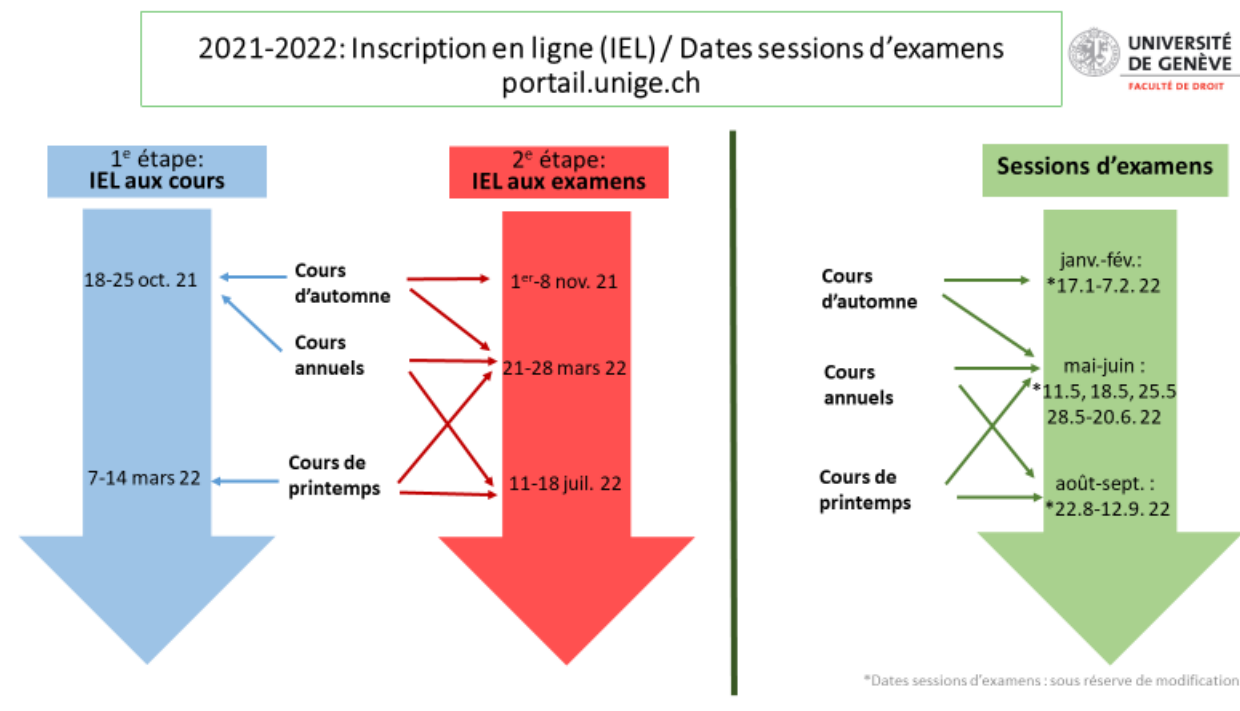 2021-2022: Inscription en ligne (IEL) / Dates sessions d'examens
portail.unige.ch
UNIVERSITÉ
DE GENÈVE
FACULTÉ DE DROIT
1e étape:
IEL aux cours
18-25 oct. 21
7-14 mars 22
Cours
d'automne
Cours
annuels
Cours de
printemps
2e étape:
IEL aux examens
1er-8 nov. 21
21-28 mars 22
11-18 juil. 22
Cours
d'automne
Cours
annuels
Cours de
printemps
Sessions d'examens
janv.-fév.:
*17.1-7.2. 22
mai-juin :
*11.5, 18.5, 25.5
28.5-20.6. 22
août-sept. :
*22.8-12.9. 22
*Dates sessions d'examens : sous réserve de modification